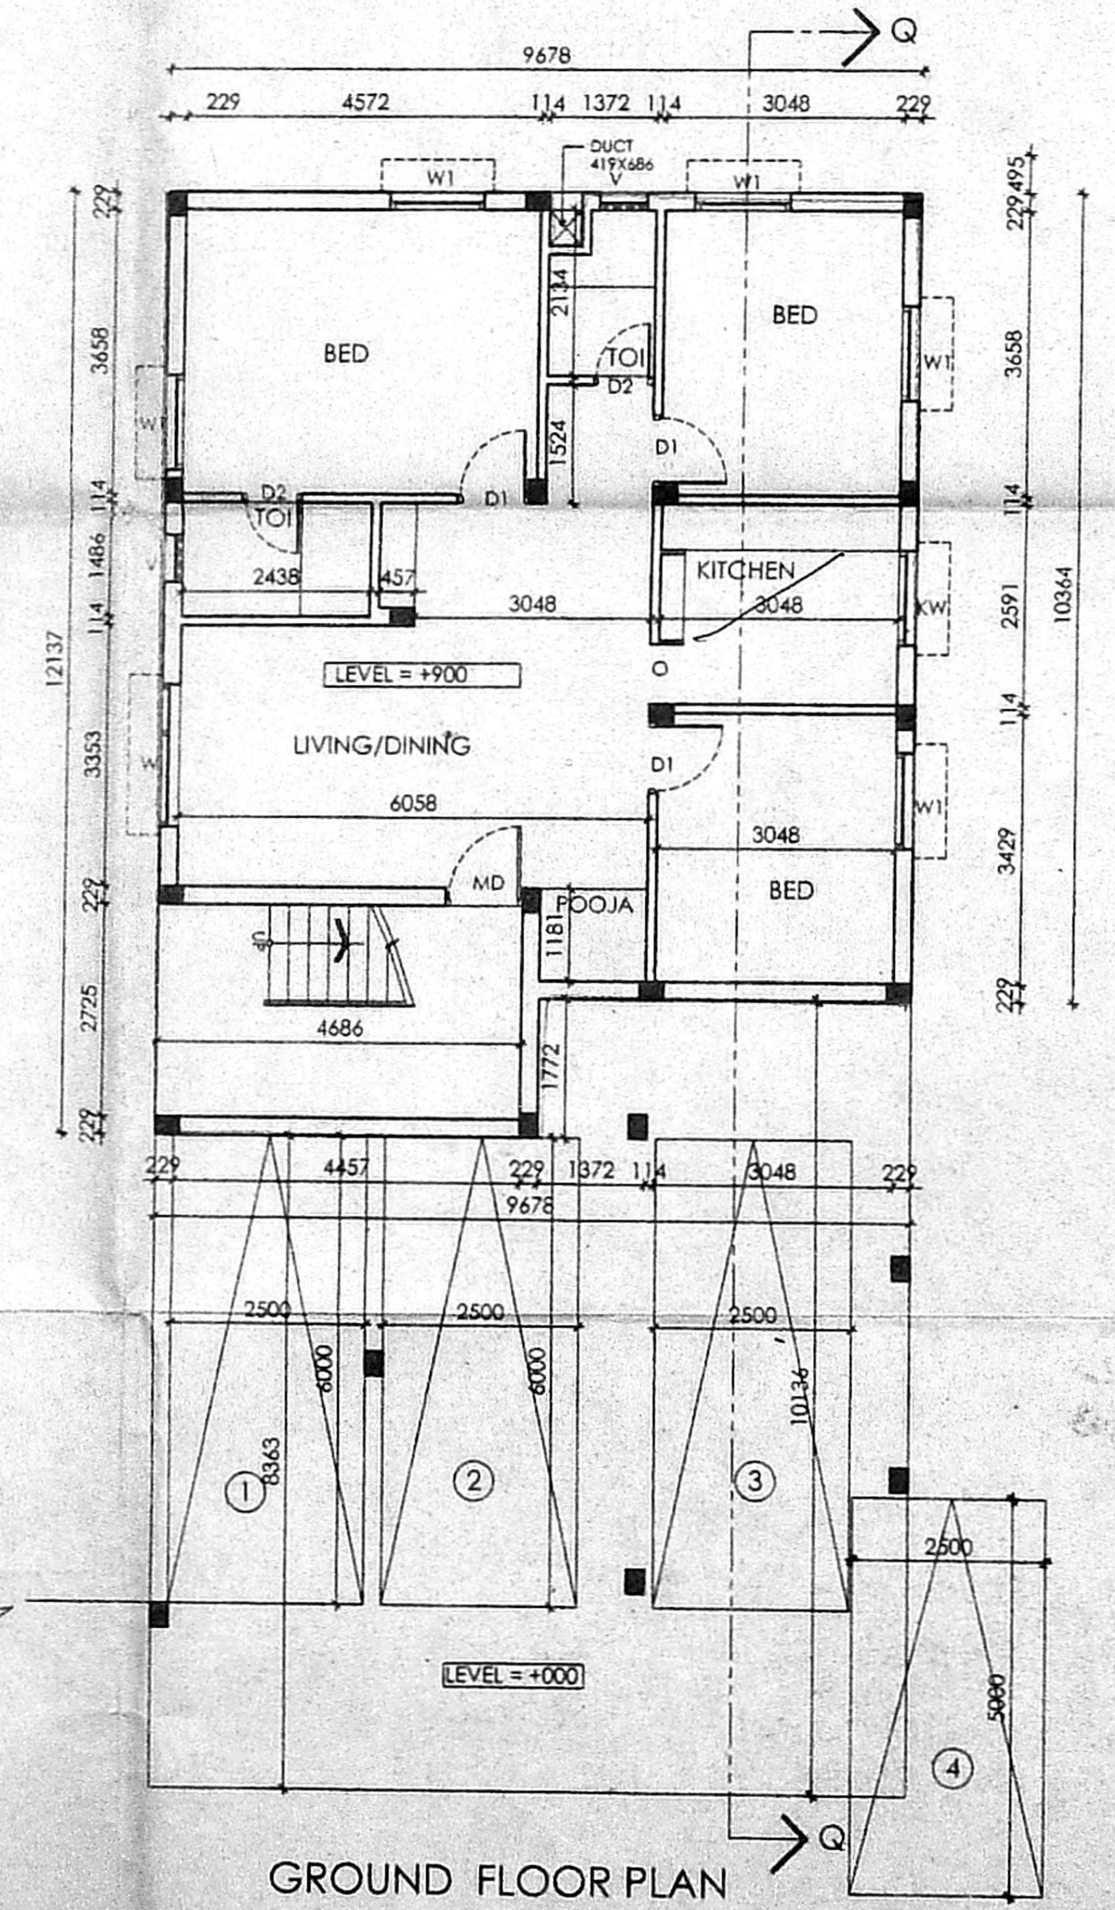 Q
9678
229 4572 114 1372 114 3048 229
DUCT
419X686
V
W1 W1
495
229 229
BED
2134
BED
3658
3658
TOI
D2
W1
W
1524
D1
12137
10364
114 D2 D1 114
TOI
1486
V
2438 457
KITCHEN
3048 3048
KW
2591
114
O
LEVEL = +900
114
LIVING/DINING
D1
W
3353
6058
W1
3048
3429
229
MD
POOJA
BED
UP
1181
2725
229
4686
1772
229
229 4457 229 1372 114 3048 229
9678
2500 2500 2500
6000 6000
10136
8363
1 2 3
2500
LEVEL = +000
5000
4
Q
GROUND FLOOR PLAN